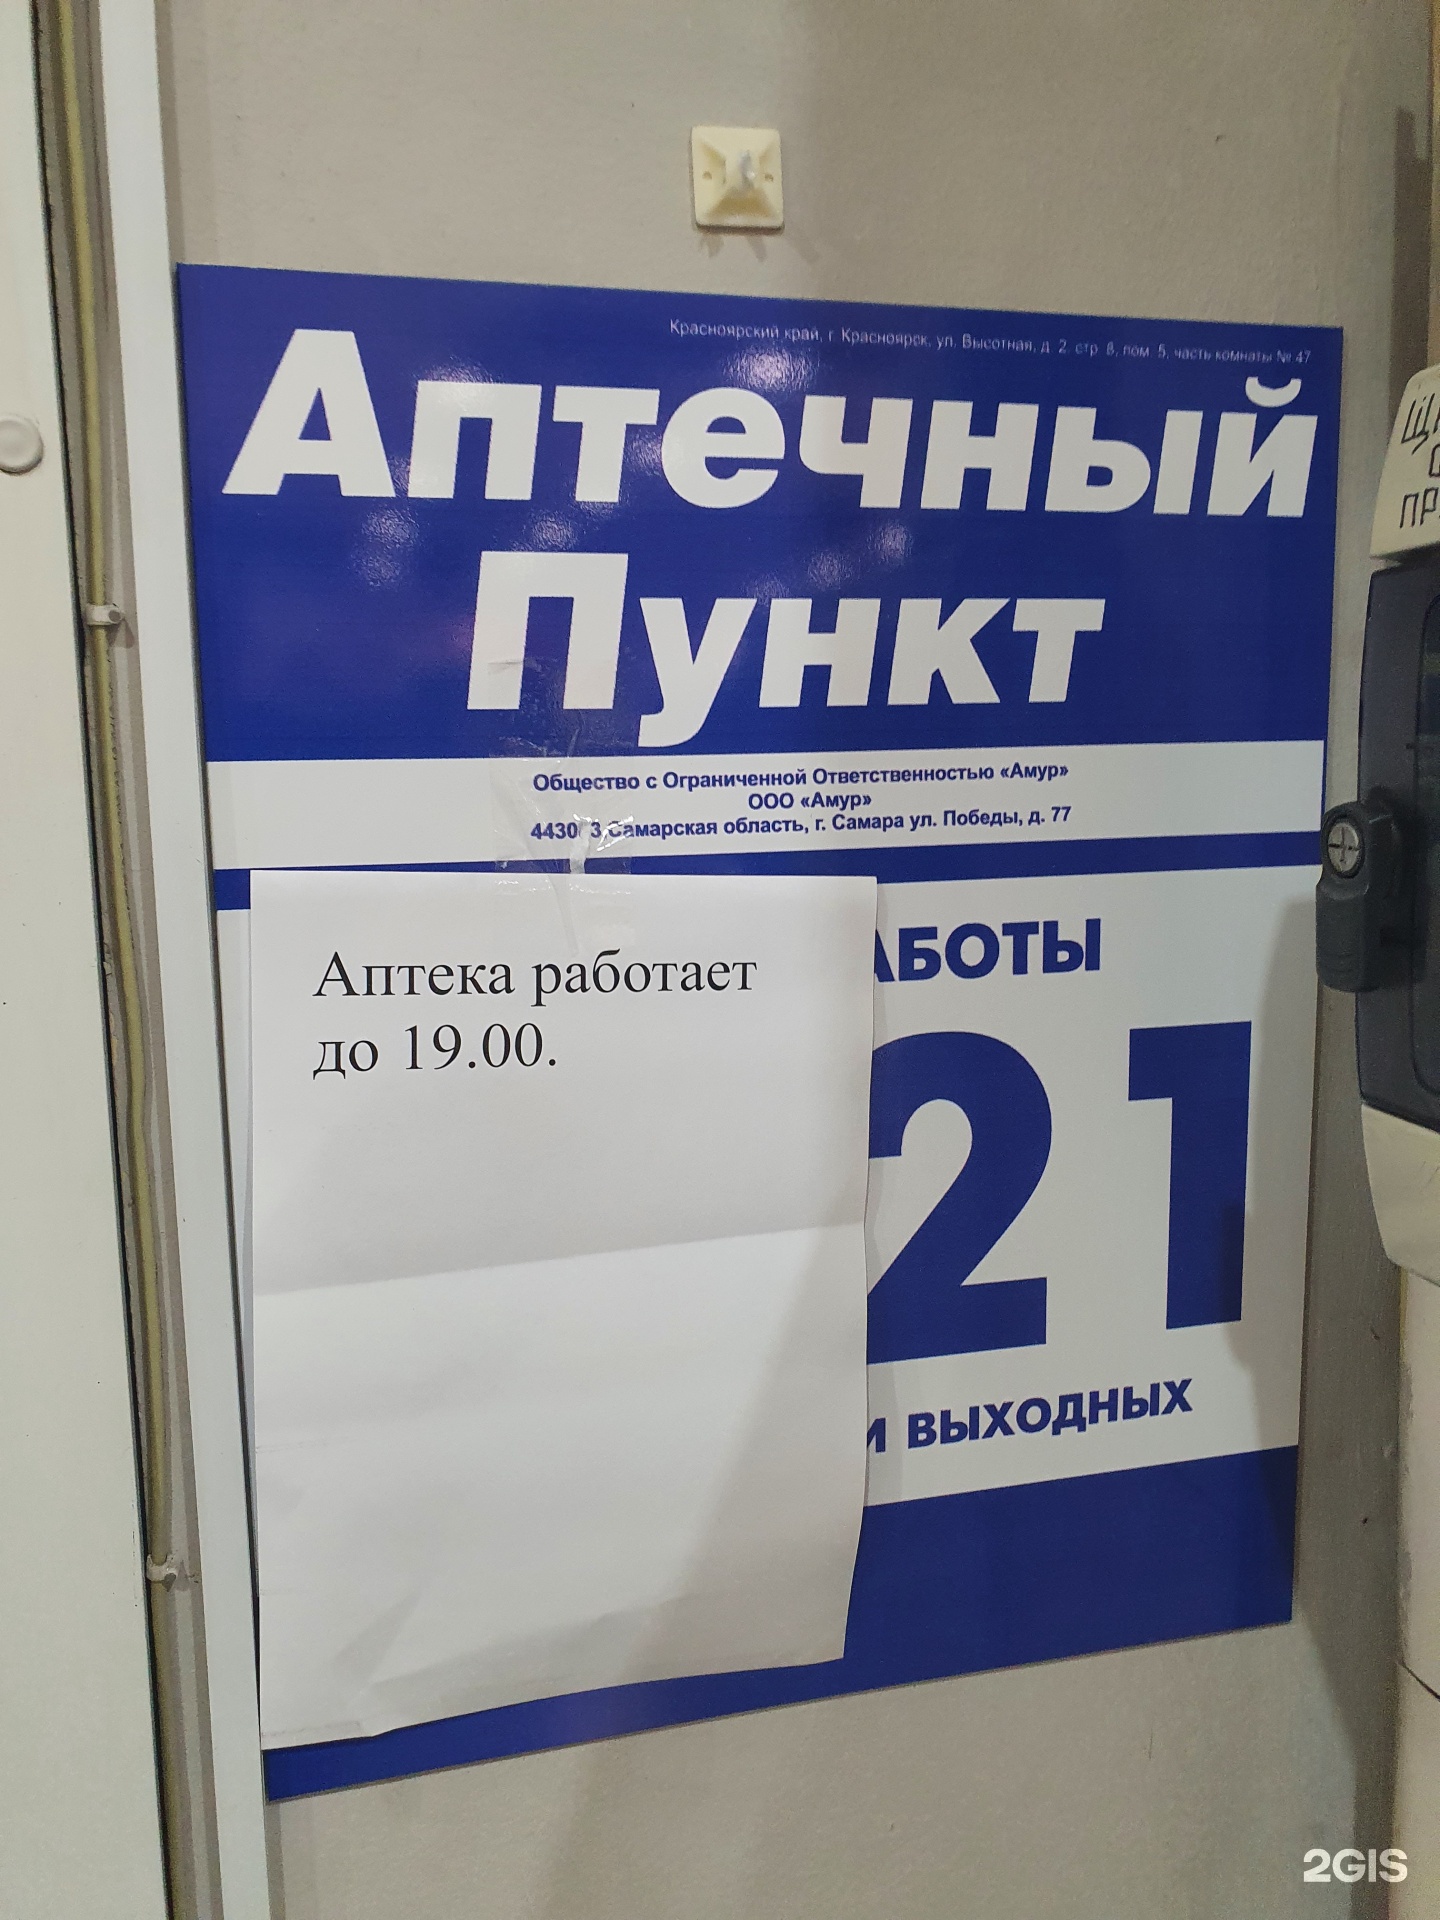 Красноярский край, г. Красноярск, ул. Высотная, д. 2. стр. 8, пом. 5, часть комнаты № 47
Аптечный
Пункт
Общество с Ограниченной Ответственностью «Амур»
ООО «Амур»
Самарская область, г. Самара ул. Победы, д. 77
Аптека работает
до 19.00.
АБОТЫ
21
И ВЫХОДНЫХ
2GIS